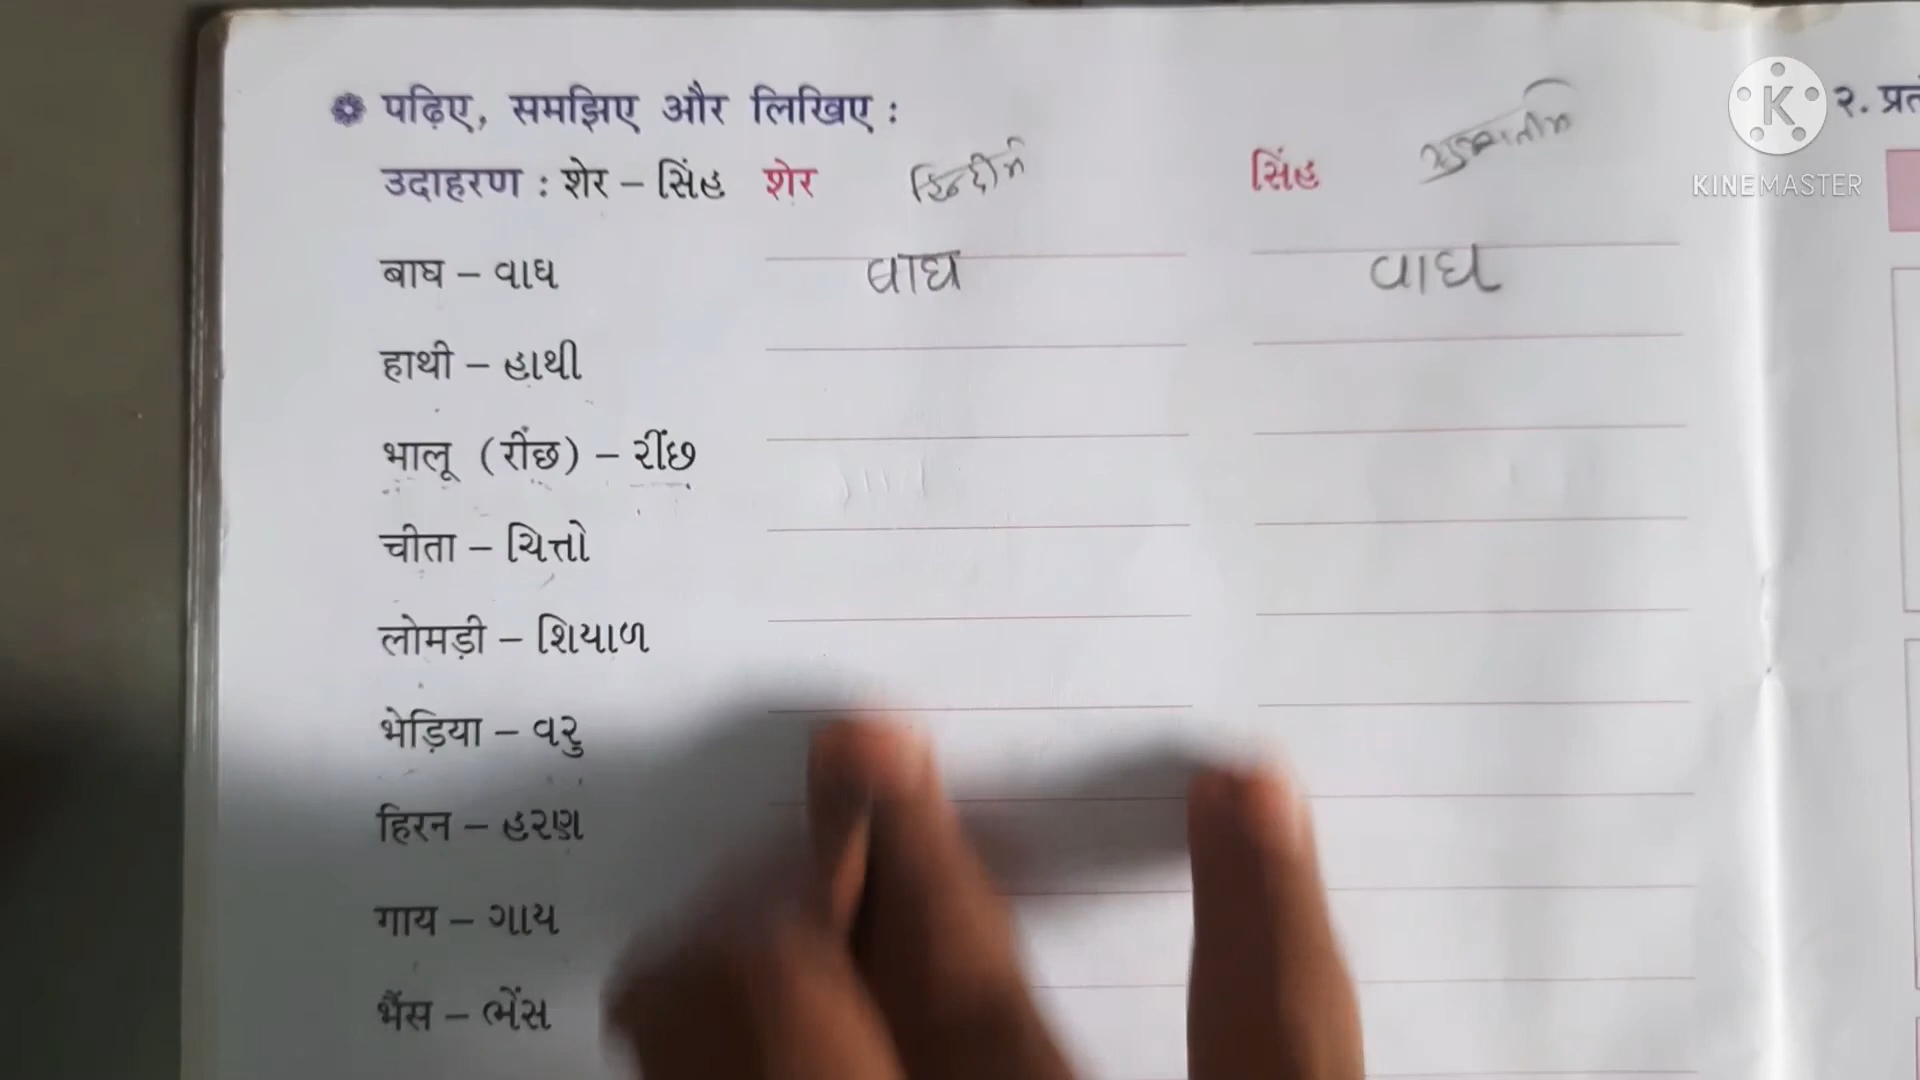 पढ़िए, समझिए और लिखिए :
उदाहरण : शेर – સિંહ शेर हिन्दीमें સિંહ
बाघ – વાઘ बाघ વાઘ
हाथी – હાથી
भालू (रींछ) – રીંછ
चीता – ચિત્તો
लोमड़ी – શિયાળ
भेड़िया – વરુ
हिरन – હરણ
गाय – ગાય
भैंस – ભેંસ
K
KINEMASTER
२.